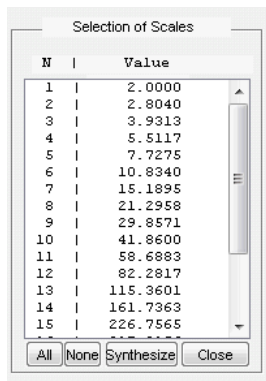 Selection of Scales
N | Value
1 | 2.0000
2 | 2.8040
3 | 3.9313
4 | 5.5117
5 | 7.7275
6 | 10.8340
7 | 15.1895
8 | 21.2958
9 | 29.8571
10 | 41.8600
11 | 58.6883
12 | 82.2817
13 | 115.3601
14 | 161.7363
15 | 226.7565
All None Synthesize Close